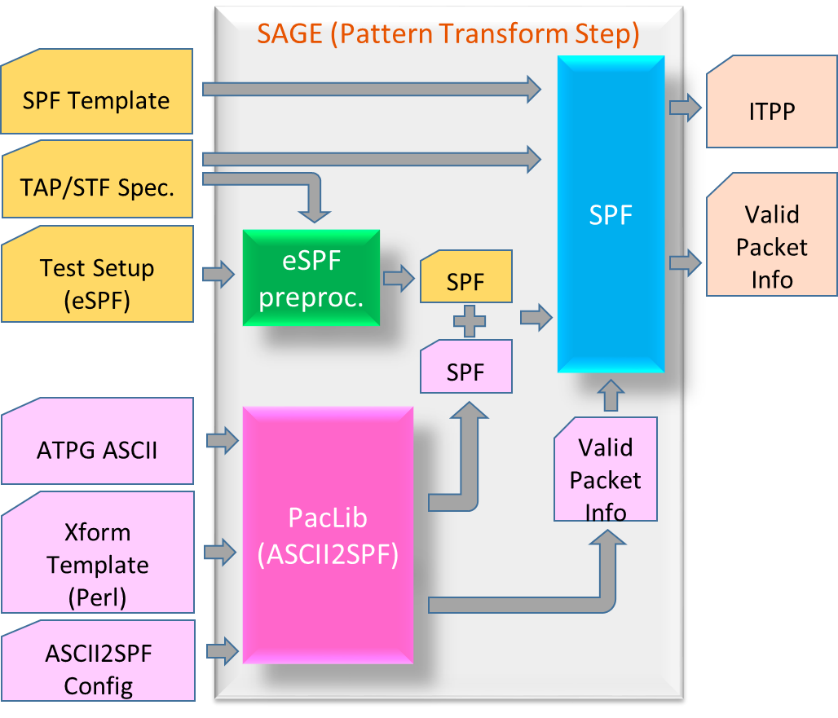 SAGE (Pattern Transform Step)
SPF Template
TAP/STF Spec.
Test Setup
(eSPF)
eSPF
preproc.
SPF
SPF
SPF
ITPP
Valid
Packet
Info
ATPG ASCII
Xform
Template
(Perl)
ASCII2SPF
Config
PacLib
(ASCII2SPF)
Valid
Packet
Info